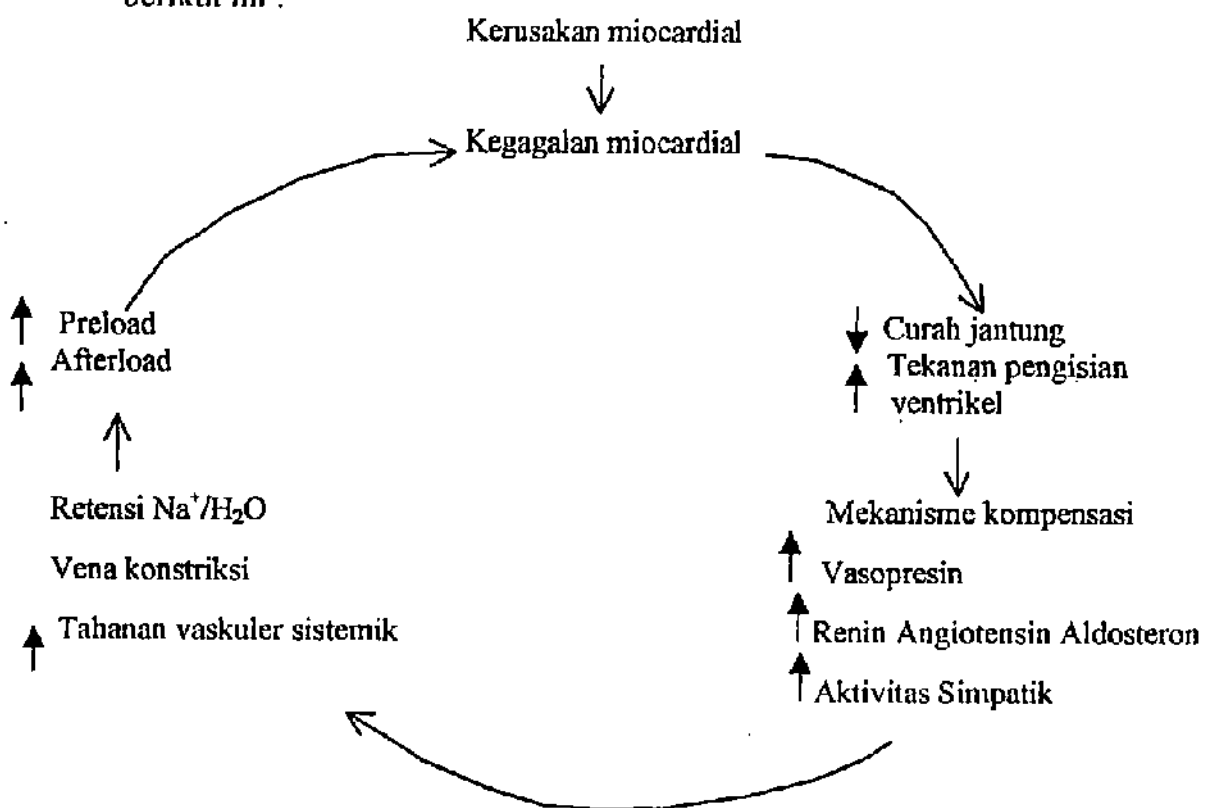 berikut ini :
Kerusakan miocardial
Kegagalan miocardial
Preload
Afterload
Curah jantung
Tekanan pengisian
ventrikel
Retensi Na⁺/H₂O
Vena konstriksi
Tahanan vaskuler sistemik
Mekanisme kompensasi
Vasopresin
Renin Angiotensin Aldosteron
Aktivitas Simpatik